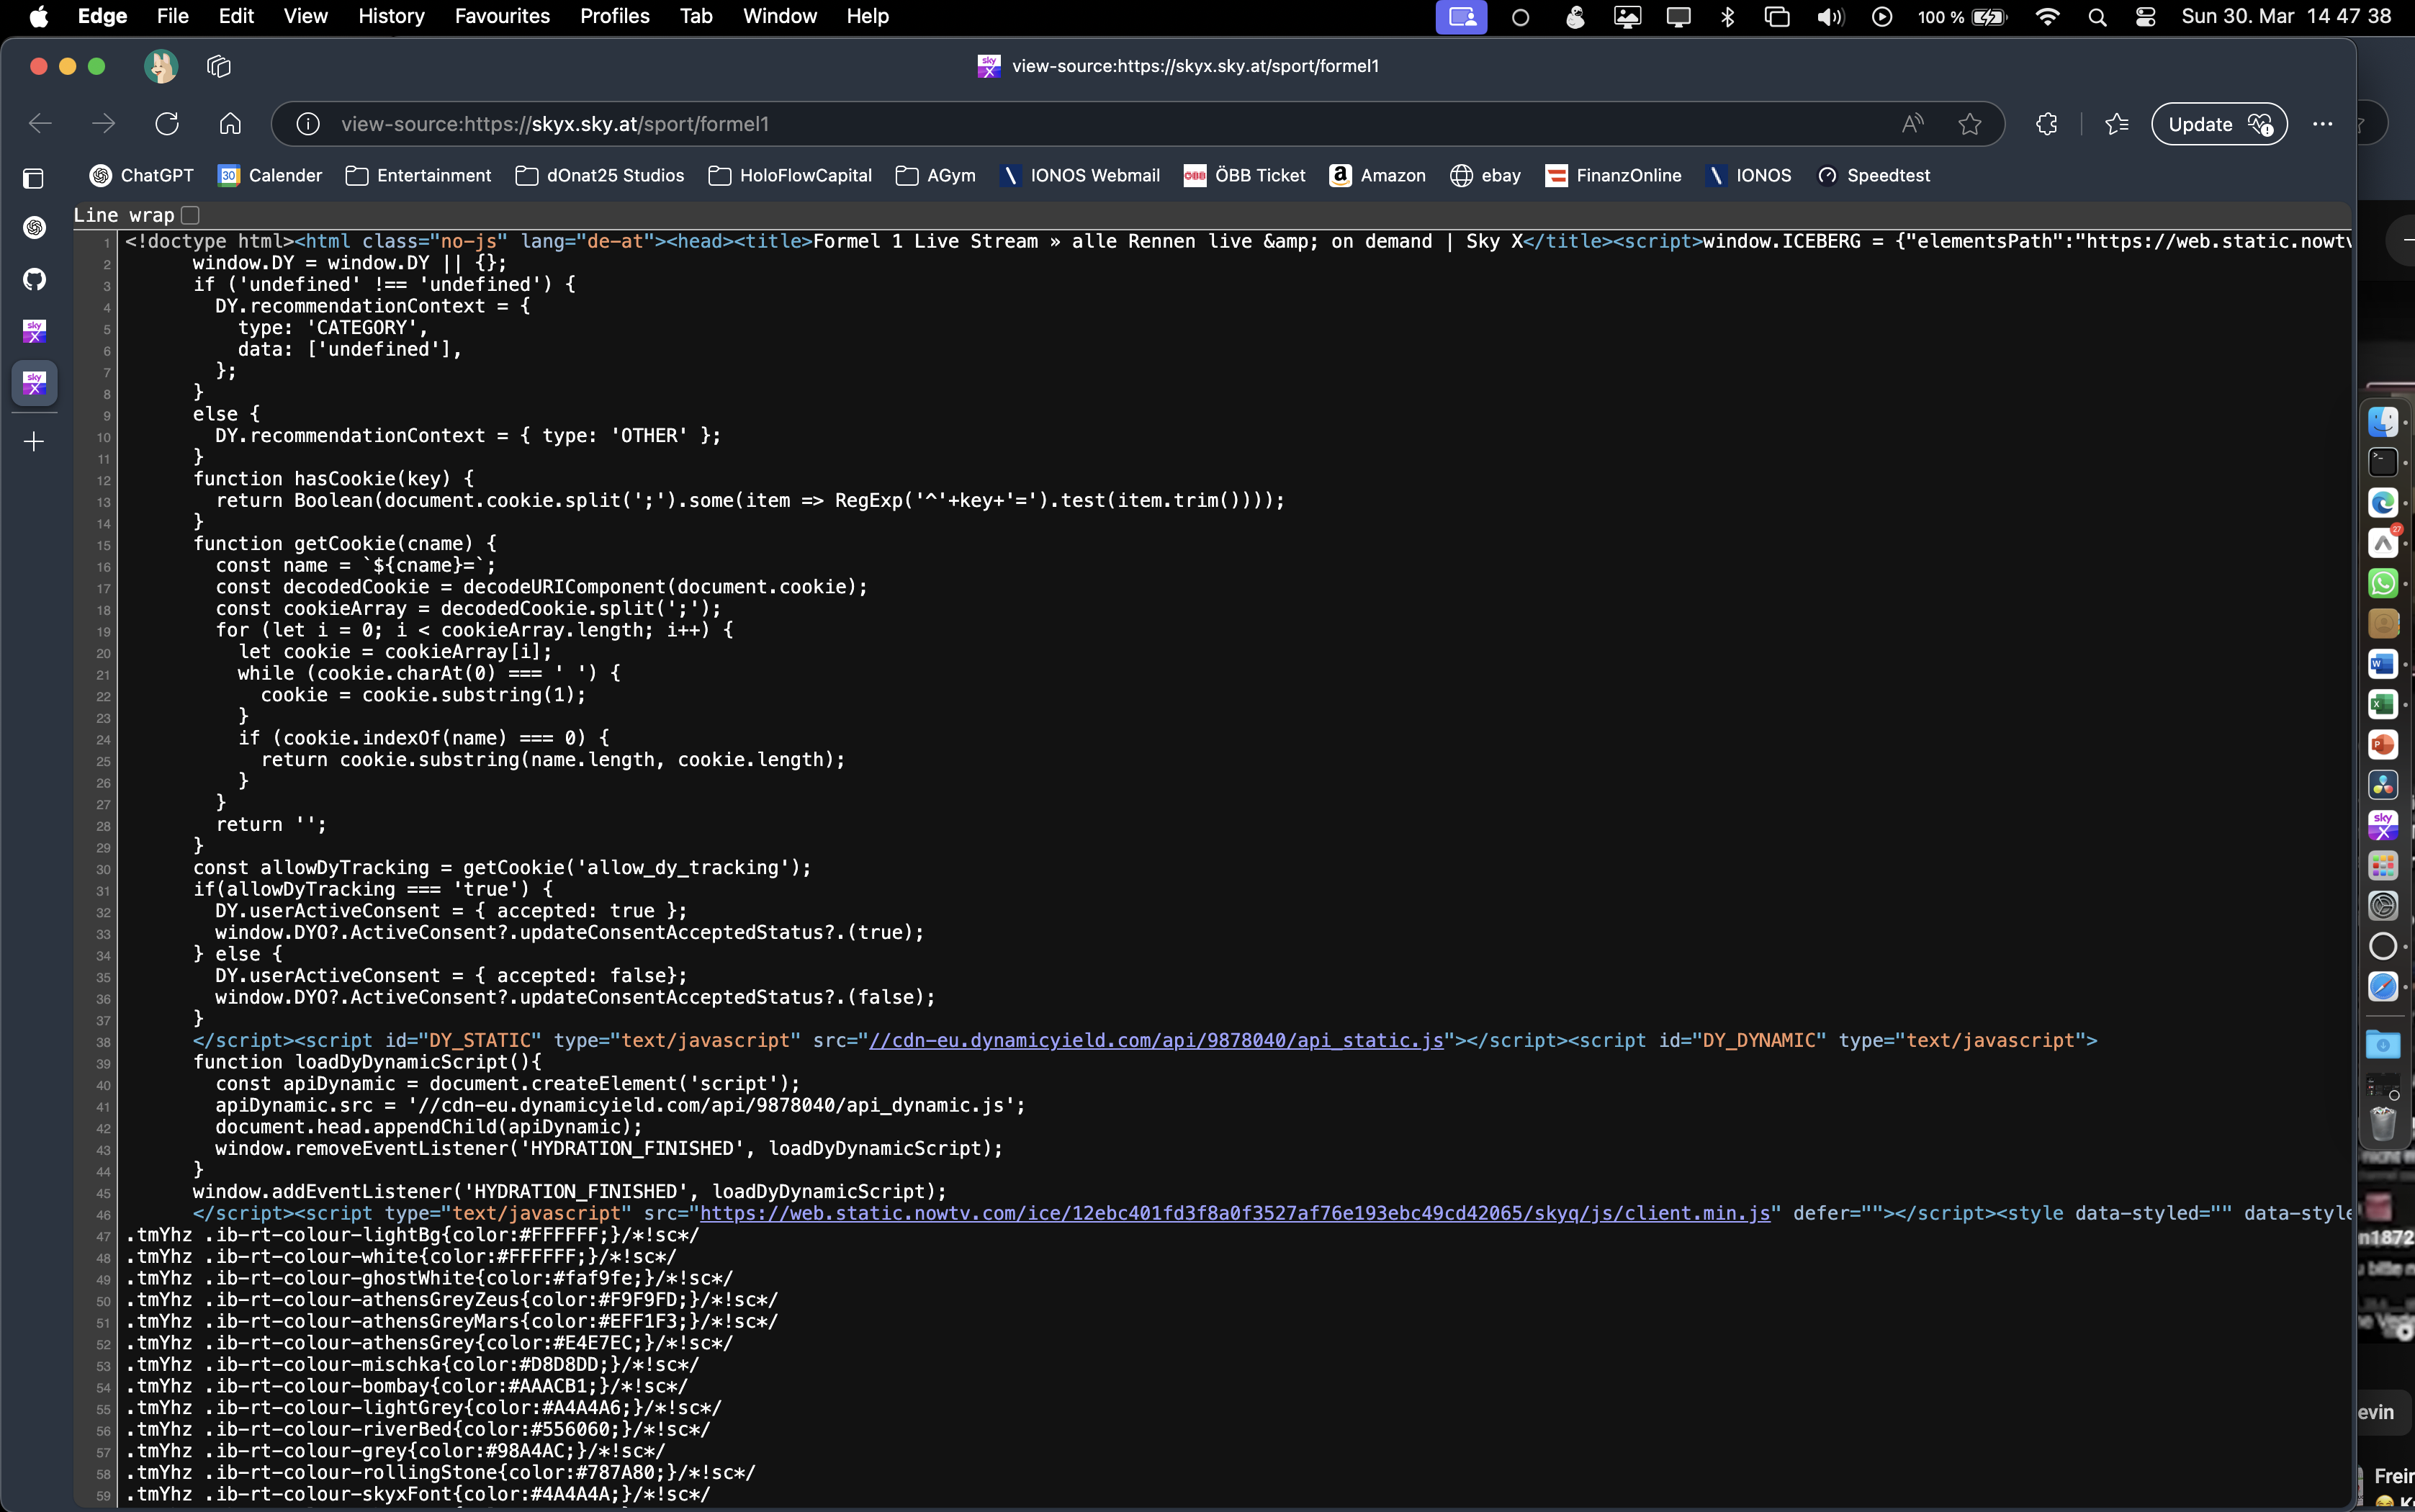 Edge File Edit View History Favourites Profiles Tab Window Help 100 % Sun 30. Mar 14 47 38
sky X view-source:https://skyx.sky.at/sport/formel1
view-source:https://skyx.sky.at/sport/formel1 Update
ChatGPT 30 Calender Entertainment dOnat25 Studios HoloFlowCapital AGym IONOS Webmail ÖBB ÖBB Ticket Amazon ebay FinanzOnline IONOS Speedtest
Line wrap
1 <!doctype html><html class="no-js" lang="de-at"><head><title>Formel 1 Live Stream » alle Rennen live &amp; on demand | Sky X</title><script>window.ICEBERG = {"elementsPath":"https://web.static.nowtv
2 window.DY = window.DY || {};
3 if ('undefined' !== 'undefined') {
4 DY.recommendationContext = {
5 type: 'CATEGORY',
6 data: ['undefined'],
7 };
8 }
9 else {
10 DY.recommendationContext = { type: 'OTHER' };
11 }
12 function hasCookie(key) {
13 return Boolean(document.cookie.split(';').some(item => RegExp('^'+key+'=').test(item.trim())));
14 }
15 function getCookie(cname) {
16 const name = `${cname}=`;
17 const decodedCookie = decodeURIComponent(document.cookie);
18 const cookieArray = decodedCookie.split(';');
19 for (let i = 0; i < cookieArray.length; i++) {
20 let cookie = cookieArray[i];
21 while (cookie.charAt(0) === ' ') {
22 cookie = cookie.substring(1);
23 }
24 if (cookie.indexOf(name) === 0) {
25 return cookie.substring(name.length, cookie.length);
26 }
27 }
28 return '';
29 }
30 const allowDyTracking = getCookie('allow_dy_tracking');
31 if(allowDyTracking === 'true') {
32 DY.userActiveConsent = { accepted: true };
33 window.DYO?.ActiveConsent?.updateConsentAcceptedStatus?.(true);
34 } else {
35 DY.userActiveConsent = { accepted: false};
36 window.DYO?.ActiveConsent?.updateConsentAcceptedStatus?.(false);
37 }
38 </script><script id="DY_STATIC" type="text/javascript" src="//cdn-eu.dynamicyield.com/api/9878040/api_static.js"></script><script id="DY_DYNAMIC" type="text/javascript">
39 function loadDyDynamicScript(){
40 const apiDynamic = document.createElement('script');
41 apiDynamic.src = '//cdn-eu.dynamicyield.com/api/9878040/api_dynamic.js';
42 document.head.appendChild(apiDynamic);
43 window.removeEventListener('HYDRATION_FINISHED', loadDyDynamicScript);
44 }
45 window.addEventListener('HYDRATION_FINISHED', loadDyDynamicScript);
46 </script><script type="text/javascript" src="https://web.static.nowtv.com/ice/12ebc401fd3f8a0f3527af76e193ebc49cd42065/skyq/js/client.min.js" defer=""></script><style data-styled="" data-style
47 .tmYhz .ib-rt-colour-lightBg{color:#FFFFFF;}/*!sc*/
48 .tmYhz .ib-rt-colour-white{color:#FFFFFF;}/*!sc*/
49 .tmYhz .ib-rt-colour-ghostWhite{color:#faf9fe;}/*!sc*/
50 .tmYhz .ib-rt-colour-athensGreyZeus{color:#F9F9FD;}/*!sc*/
51 .tmYhz .ib-rt-colour-athensGreyMars{color:#EFF1F3;}/*!sc*/
52 .tmYhz .ib-rt-colour-athensGrey{color:#E4E7EC;}/*!sc*/
53 .tmYhz .ib-rt-colour-mischka{color:#D8D8DD;}/*!sc*/
54 .tmYhz .ib-rt-colour-bombay{color:#AAACB1;}/*!sc*/
55 .tmYhz .ib-rt-colour-lightGrey{color:#A4A4A6;}/*!sc*/
56 .tmYhz .ib-rt-colour-riverBed{color:#556060;}/*!sc*/
57 .tmYhz .ib-rt-colour-grey{color:#98A4AC;}/*!sc*/
58 .tmYhz .ib-rt-colour-rollingStone{color:#787A80;}/*!sc*/
59 .tmYhz .ib-rt-colour-skyxFont{color:#4A4A4A;}/*!sc*/
sky X
sky X
27
sky X
n1872
evin
Freir